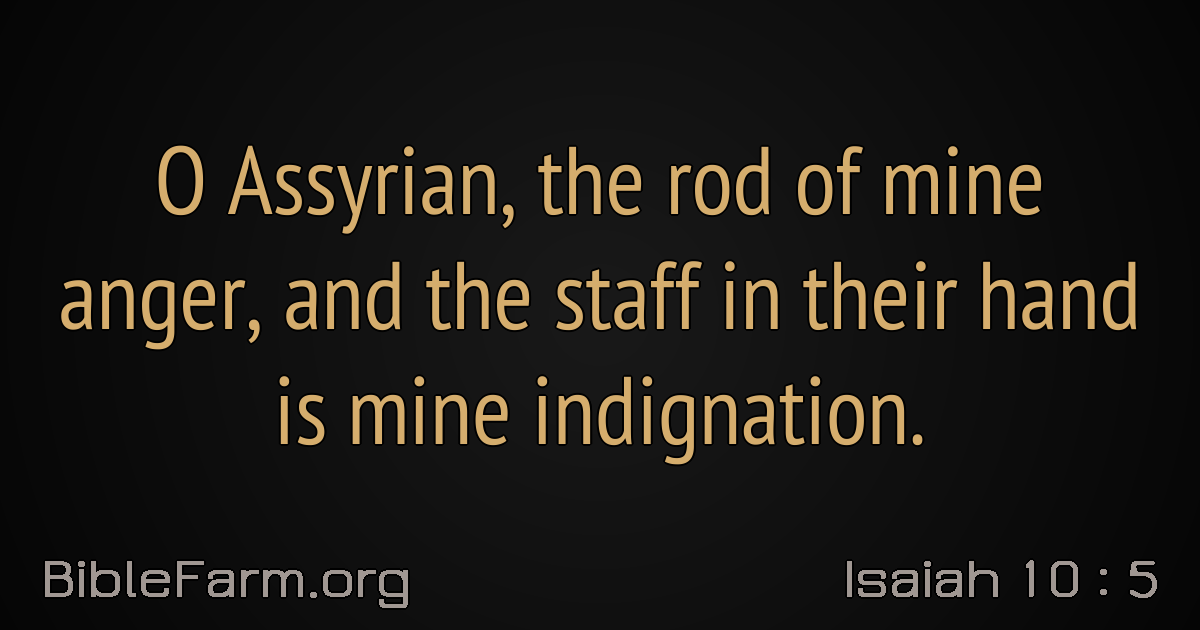 O Assyrian, the rod of mine
anger, and the staff in their hand
is mine indignation.
BibleFarm.org
Isaiah 10 : 5